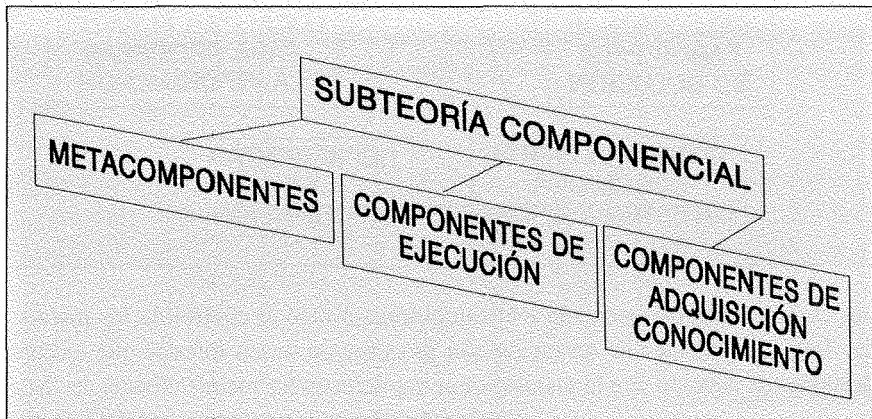 SUBTEORÍA COMPONENCIAL
METACOMPONENTES
COMPONENTES DE
EJECUCIÓN
COMPONENTES DE
ADQUISICIÓN
CONOCIMIENTO